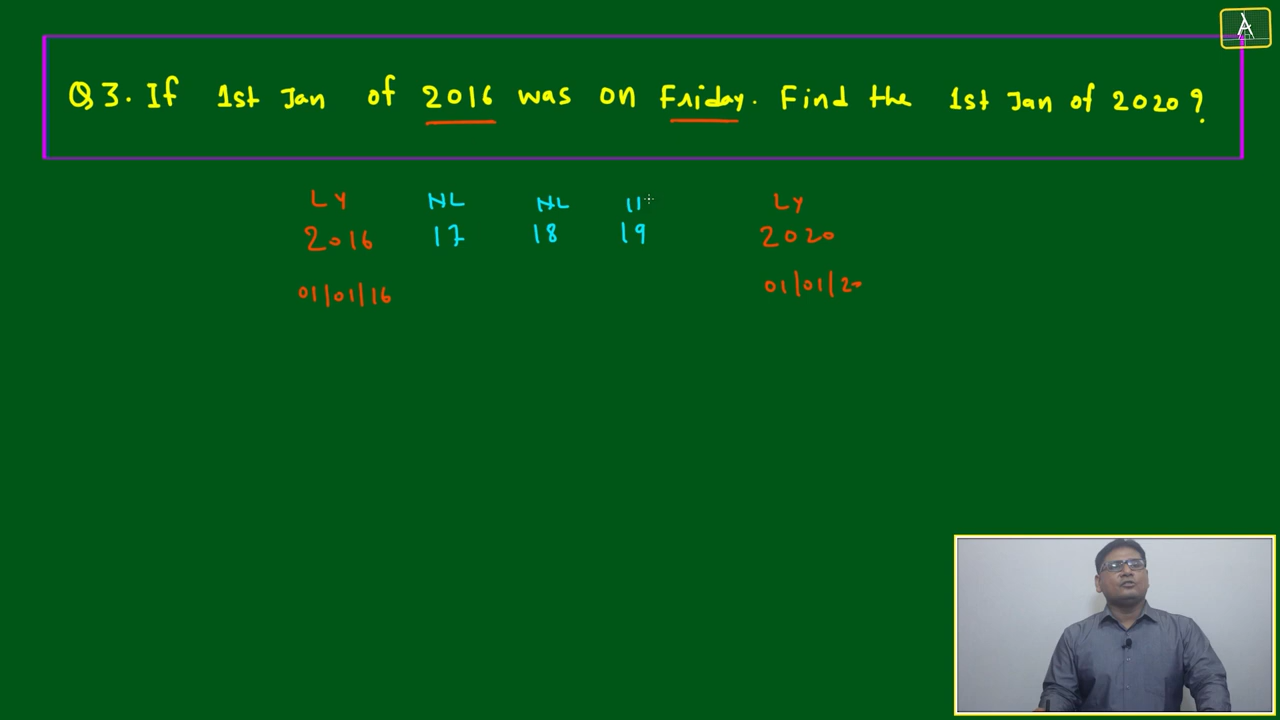 Q3. If 1st Jan of 2016 was on Friday. Find the 1st Jan of 2020?
LY NL NL LY
2016 17 18 19 2020
01/01/16 01/01/20